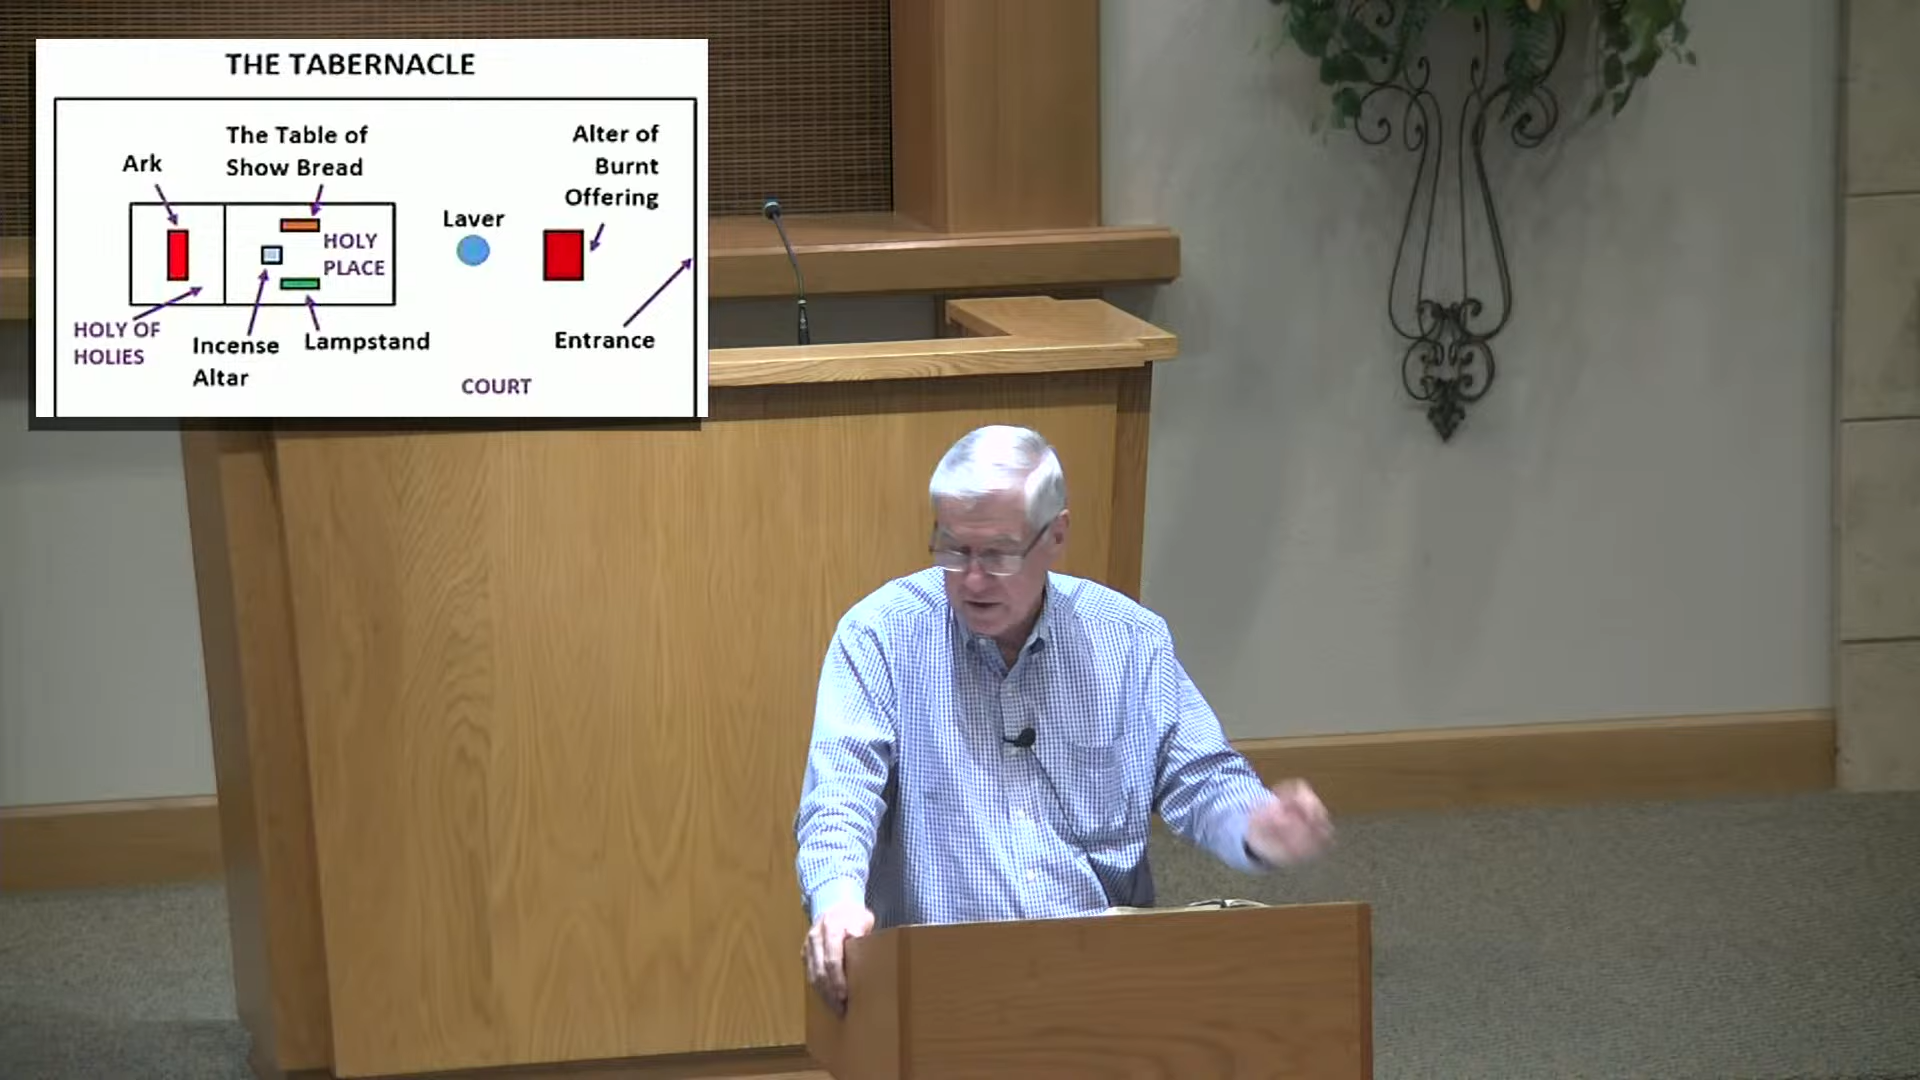 THE TABERNACLE
Ark
The Table of
Show Bread
Alter of
Burnt
Offering
Laver
HOLY
PLACE
HOLY OF
HOLIES
Incense
Altar
Lampstand
Entrance
COURT